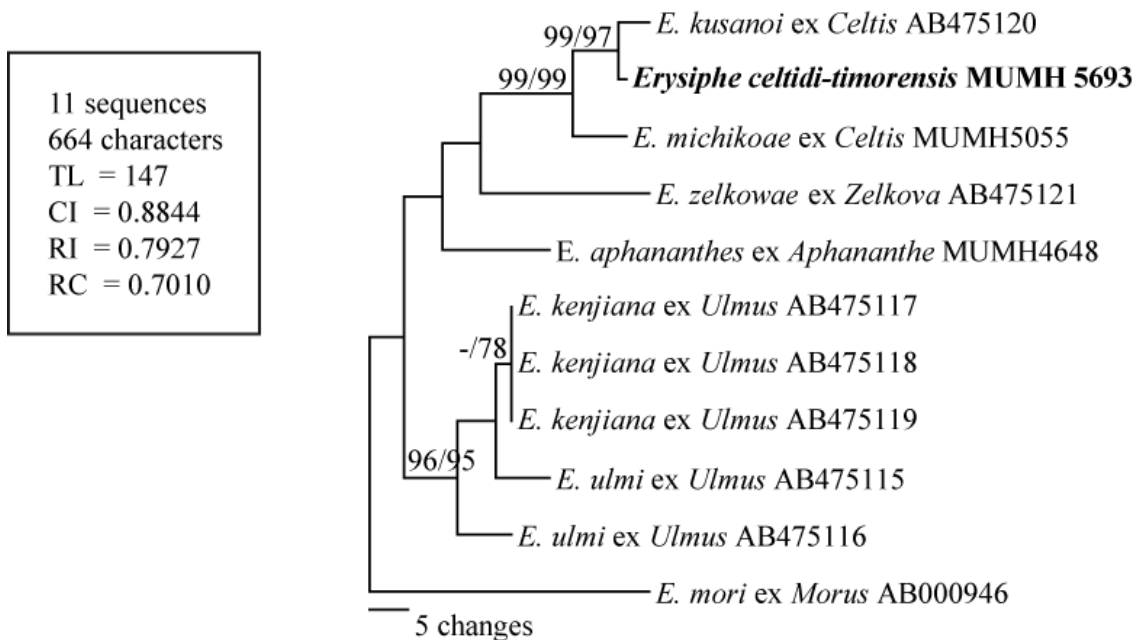 11 sequences
664 characters
TL = 147
CI = 0.8844
RI = 0.7927
RC = 0.7010
E. kusanoi ex Celtis AB475120
99/97
Erysiphe celtidi-timorensis MUMH 5693
99/99
E. michikoae ex Celtis MUMH5055
E. zelkowae ex Zelkova AB475121
E. aphananthes ex Aphananthe MUMH4648
E. kenjiana ex Ulmus AB475117
-/78
E. kenjiana ex Ulmus AB475118
E. kenjiana ex Ulmus AB475119
96/95
E. ulmi ex Ulmus AB475115
E. ulmi ex Ulmus AB475116
E. mori ex Morus AB000946
5 changes